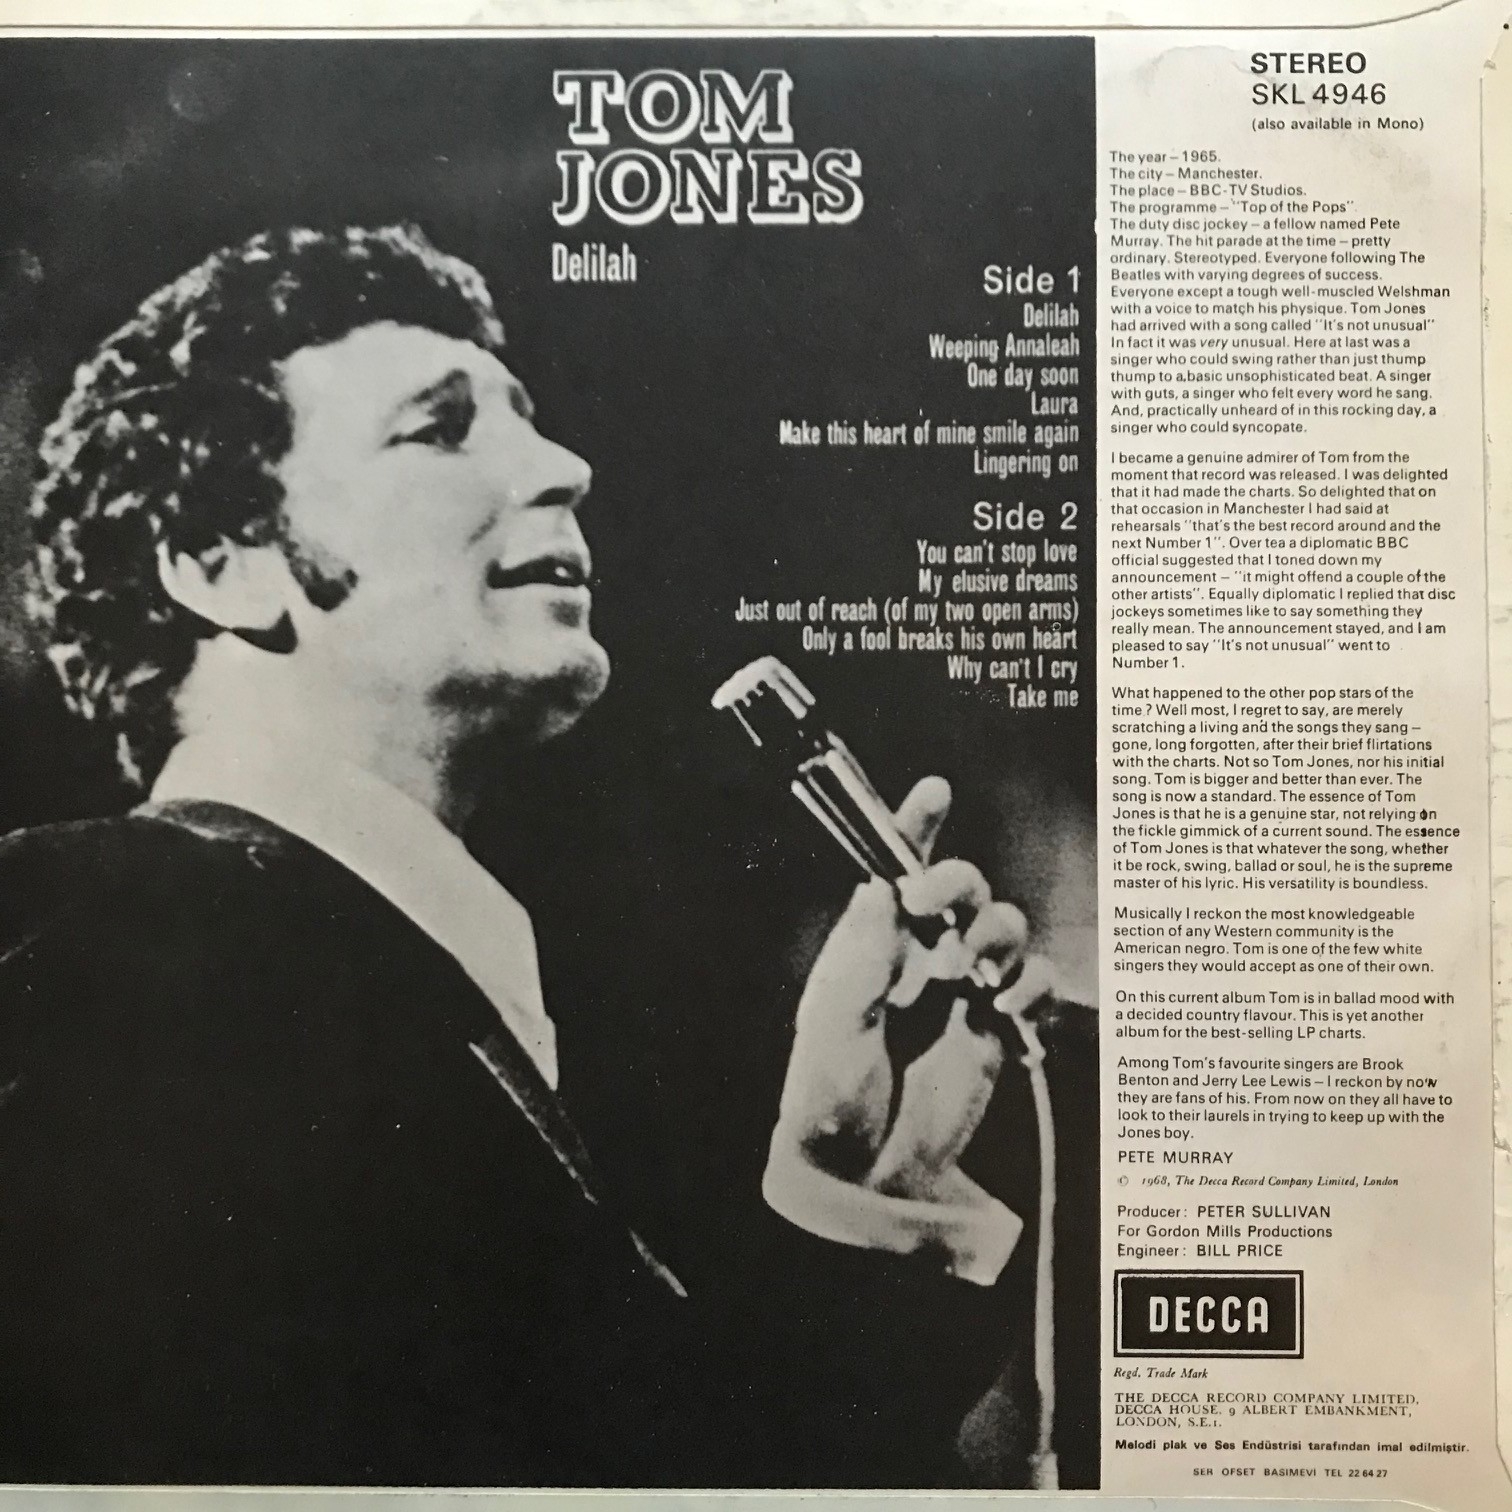 TOM
JONES
Delilah
Side 1
Delilah
Weeping Annaleah
One day soon
Laura
Make this heart of mine smile again
Lingering on
Side 2
You can't stop love
My elusive dreams
Just out of reach (of my two open arms)
Only a fool breaks his own heart
Why can't I cry
Take me
STEREO
SKL 4946
(also available in Mono)
The year – 1965.
The city – Manchester.
The place – BBC-TV Studios.
The programme – "Top of the Pops".
The duty disc jockey – a fellow named Pete
Murray. The hit parade at the time – pretty
ordinary. Stereotyped. Everyone following The
Beatles with varying degrees of success.
Everyone except a tough well-muscled Welshman
with a voice to match his physique. Tom Jones
had arrived with a song called "It's not unusual"
In fact it was very unusual. Here at last was a
singer who could swing rather than just thump
thump to a basic unsophisticated beat. A singer
with guts, a singer who felt every word he sang.
And, practically unheard of in this rocking day, a
singer who could syncopate.
I became a genuine admirer of Tom from the
moment that record was released. I was delighted
that it had made the charts. So delighted that on
that occasion in Manchester I had said at
rehearsals "that's the best record around and the
next Number 1". Over tea a diplomatic BBC
official suggested that I toned down my
announcement – "it might offend a couple of the
other artists". Equally diplomatic I replied that disc
jockeys sometimes like to say something they
really mean. The announcement stayed, and I am
pleased to say "It's not unusual" went to
Number 1.
What happened to the other pop stars of the
time? Well most, I regret to say, are merely
scratching a living and the songs they sang –
gone, long forgotten, after their brief flirtations
with the charts. Not so Tom Jones, nor his initial
song. Tom is bigger and better than ever. The
song is now a standard. The essence of Tom
Jones is that he is a genuine star, not relying on
the fickle gimmick of a current sound. The essence
of Tom Jones is that whatever the song, whether
it be rock, swing, ballad or soul, he is the supreme
master of his lyric. His versatility is boundless.
Musically I reckon the most knowledgeable
section of any Western community is the
American negro. Tom is one of the few white
singers they would accept as one of their own.
On this current album Tom is in ballad mood with
a decided country flavour. This is yet another
album for the best-selling LP charts.
Among Tom's favourite singers are Brook
Benton and Jerry Lee Lewis – I reckon by now
they are fans of his. From now on they all have to
look to their laurels in trying to keep up with the
Jones boy.
PETE MURRAY
© 1968, The Decca Record Company Limited, London
Producer: PETER SULLIVAN
For Gordon Mills Productions
Engineer: BILL PRICE
DECCA
Regd. Trade Mark
THE DECCA RECORD COMPANY LIMITED,
DECCA HOUSE. 9 ALBERT EMBANKMENT,
LONDON, S.E.1.
Melodi plak ve Ses Endüstrisi tarafından imal edilmiştir.
SER OFSET BASIMEVİ TEL 22 64 27